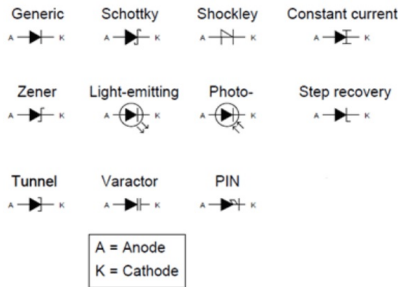 Generic Schottky Shockley Constant current
A K A K A K A K
Zener Light-emitting Photo- Step recovery
A K A K A K A K
Tunnel Varactor PIN
A K A K A K
A = Anode
K = Cathode